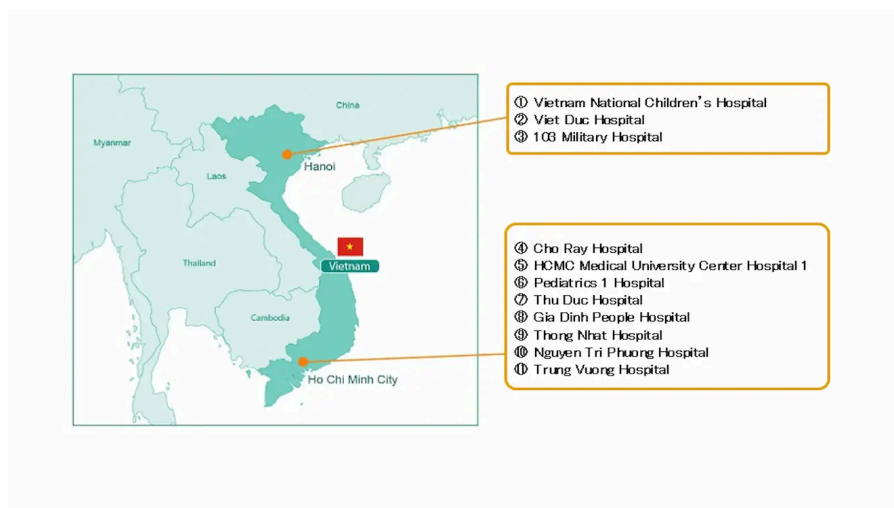 China
Myanmar
Hanoi
Laos
Thailand
Vietnam
Cambodia
Ho Chi Minh City
① Vietnam National Children's Hospital
② Viet Duc Hospital
③ 103 Military Hospital
④ Cho Ray Hospital
⑤ HCMC Medical University Center Hospital 1
⑥ Pediatrics 1 Hospital
⑦ Thu Duc Hospital
⑧ Gia Dinh People Hospital
⑨ Thong Nhat Hospital
⑩ Nguyen Tri Phuong Hospital
⑪ Trung Vuong Hospital